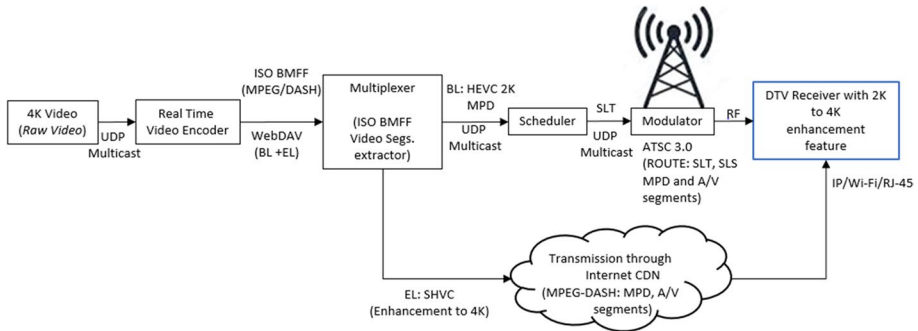 4K Video
(Raw Video)
UDP
Multicast
Real Time
Video Encoder
ISO BMFF
(MPEG/DASH)
WebDAV
(BL +EL)
Multiplexer
(ISO BMFF
Video Segs.
extractor)
BL: HEVC 2K
MPD
UDP
Multicast
Scheduler
SLT
UDP
Multicast
Modulator
ATSC 3.0
(ROUTE: SLT, SLS
MPD and A/V
segments)
RF
DTV Receiver with 2K
to 4K
enhancement
feature
IP/Wi-Fi/RJ-45
EL: SHVC
(Enhancement to 4K)
Transmission through
Internet CDN
(MPEG-DASH: MPD, A/V
segments)